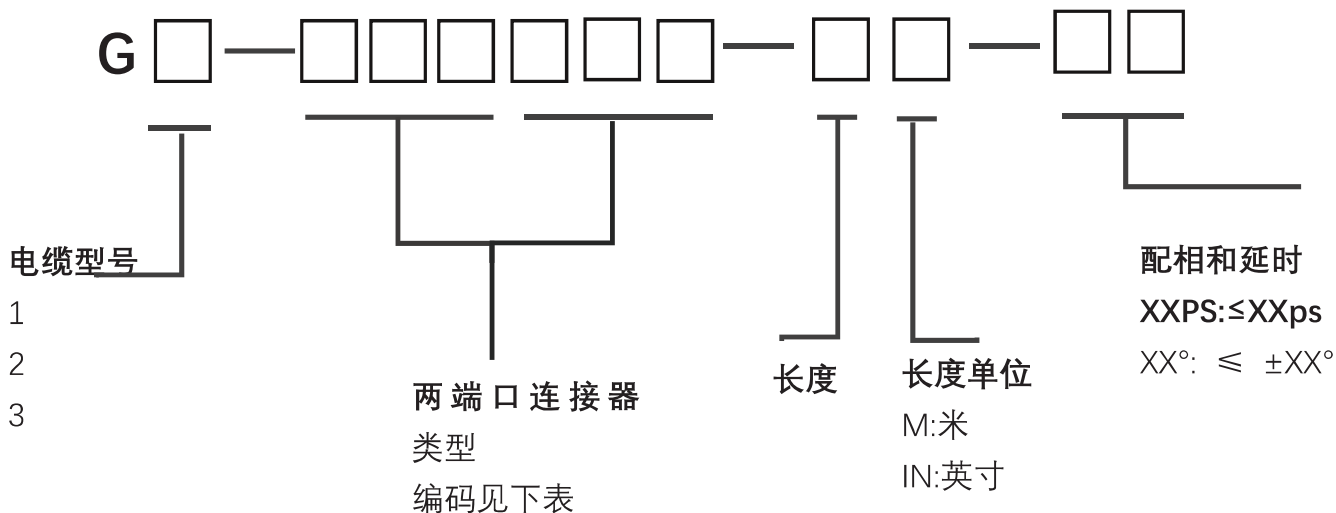 G
电缆型号
1
2
3
两端口连接器
类型
编码见下表
长度
长度单位
M:米
IN:英寸
配相和延时
XXPS:≤XXps
XX°: ≤ ±XX°